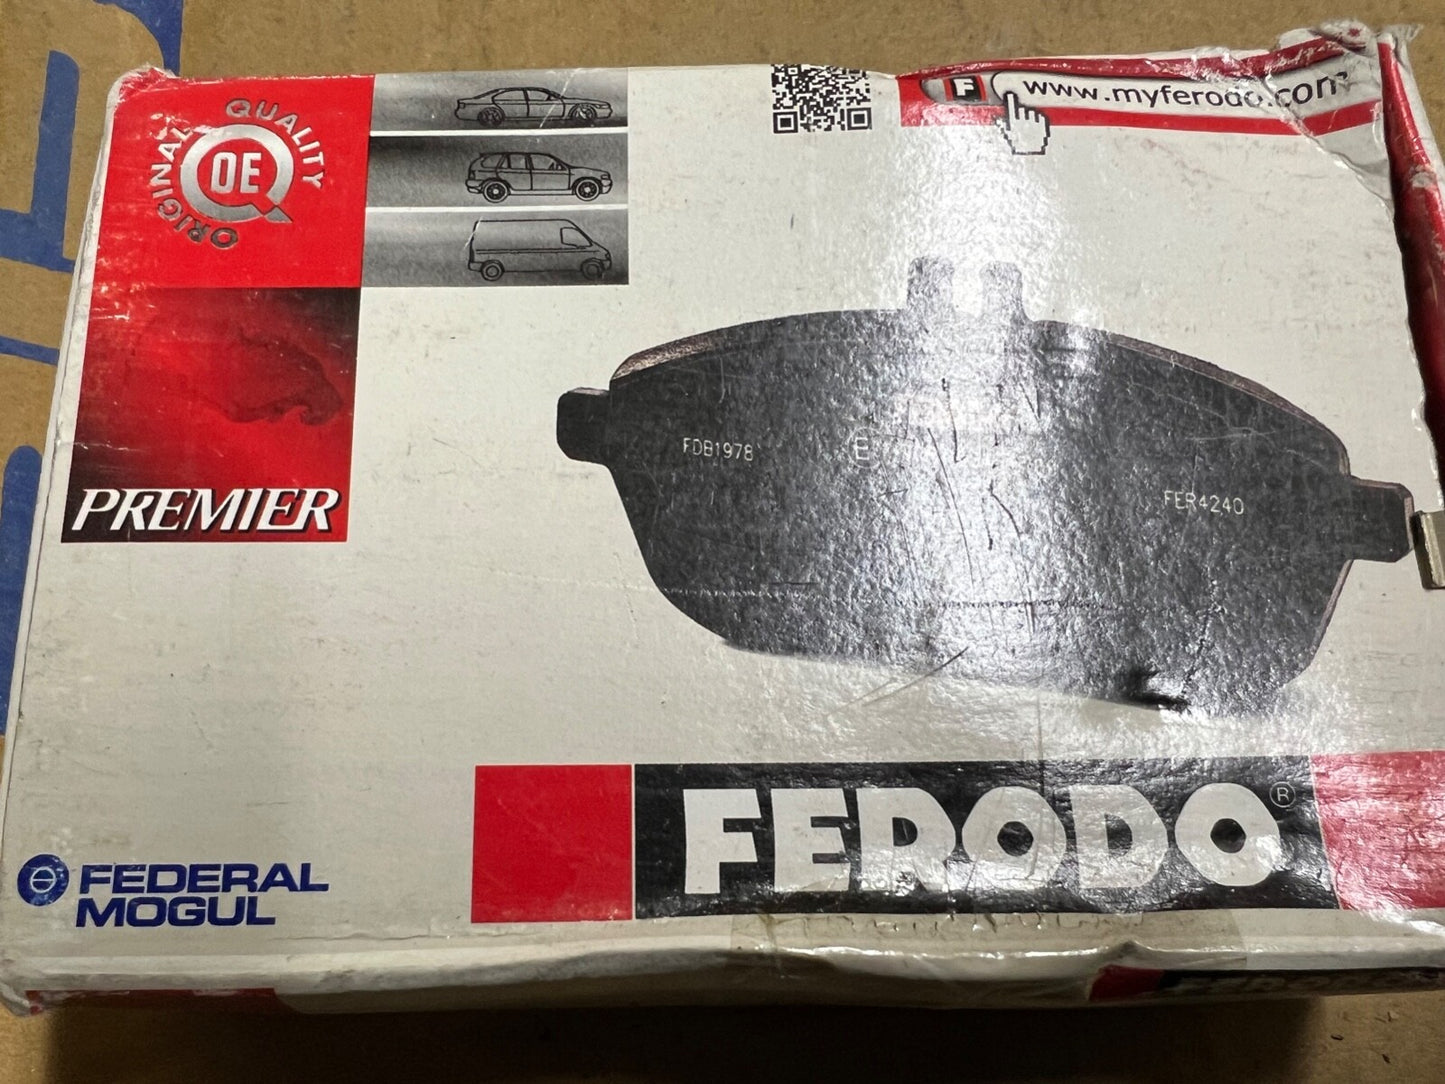 ORIGINAL QUALITY
OE
F www.myferodo.com
FDB1978
E
FER4240
PREMIER
FERODO®
FEDERAL
MOGUL